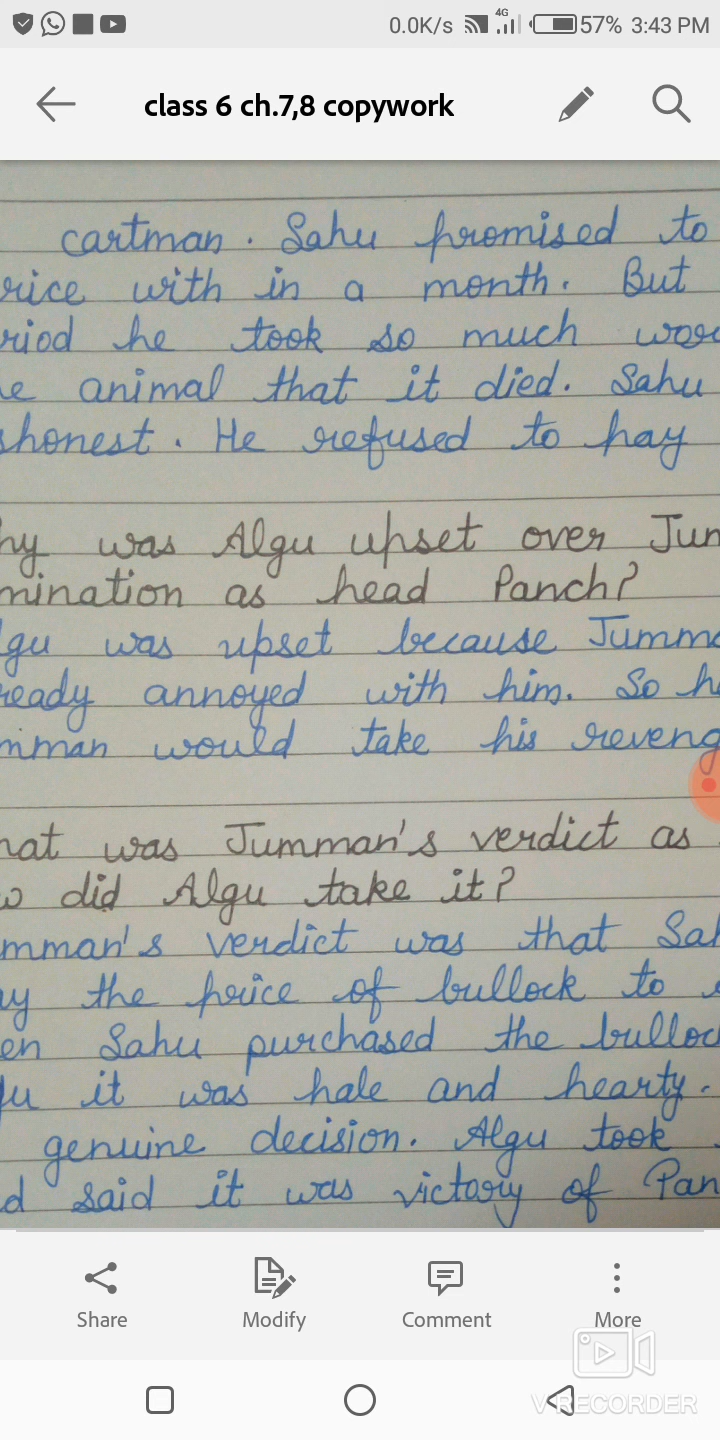 0.0K/s 4G 57% 3:43 PM
class 6 ch.7,8 copywork
cartman. Sahu promised to
rice with in a month. But
riod he took so much wor
e animal that it died. Sahu
shonest. He refused to pay
hy was Algu upset over Jum
mination as head Panch?
lgu was upset because Jumma
ready annoyed with him. So h
mman would take his reveng
hat was Jumman's verdict as
w did Algu take it?
mman's verdict was that Sah
ay the price of bullock to
en Sahu purchased the bulloc
gu it was hale and hearty.
genuine decision. Algu took
d said it was victory of Pan
Share Modify Comment More
V RECORDER